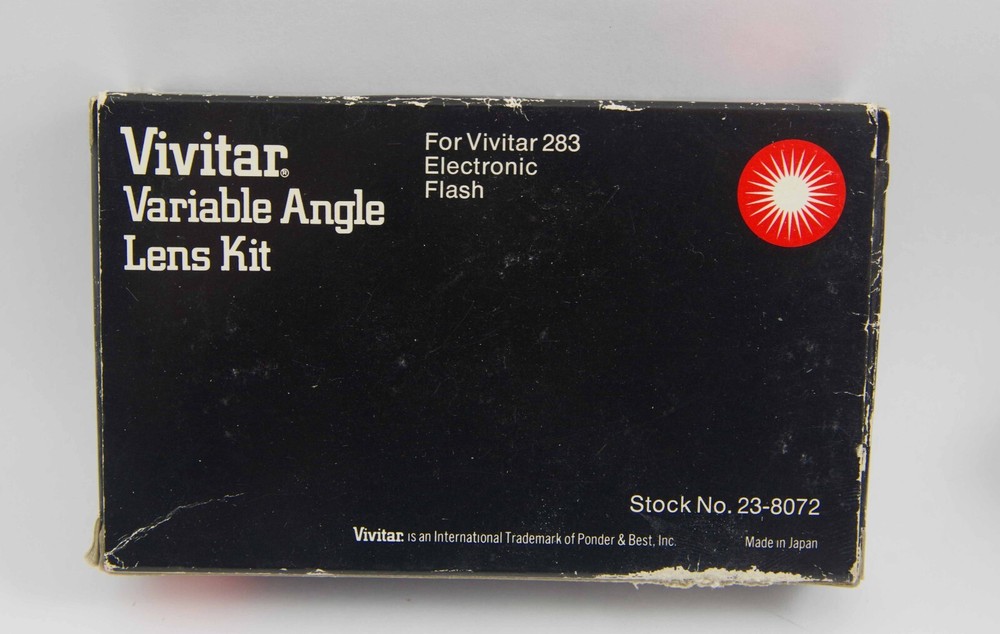 Vivitar®
Variable Angle
Lens Kit
For Vivitar 283
Electronic
Flash
Stock No. 23-8072
Vivitar® is an International Trademark of Ponder & Best, Inc.
Made in Japan